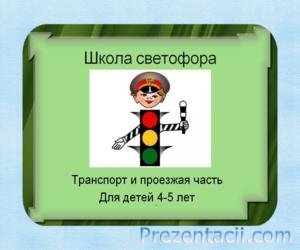 Школа светофора
Транспорт и проезжая часть
Для детей 4-5 лет
Prezentacii.com